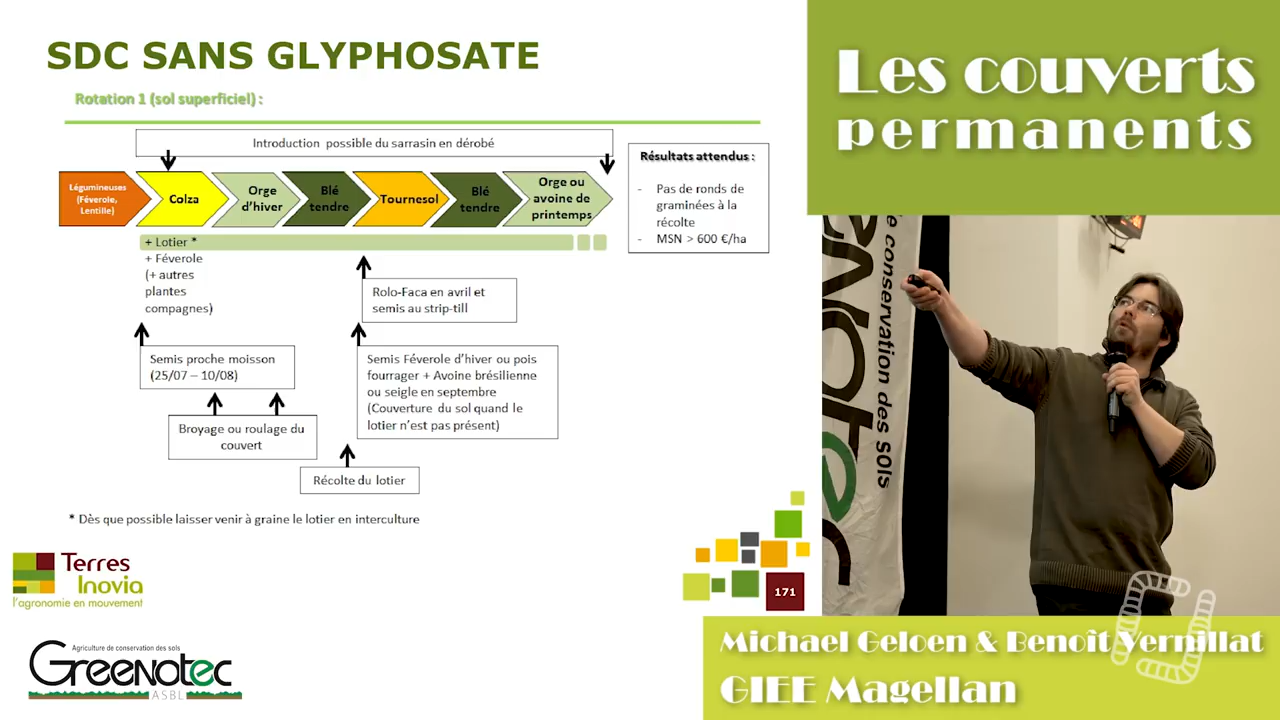 SDC SANS GLYPHOSATE
Rotation 1 (sol superficiel) :
Introduction possible du sarrasin en dérobé
Légumineuses
(Féverole,
Lentille)
Colza
Orge
d'hiver
Blé
tendre
Tournesol
Blé
tendre
Orge ou
avoine de
printemps
Résultats attendus :
- Pas de ronds de
graminées à la
récolte
- MSN > 600 €/ha
+ Lotier *
+ Féverole
(+ autres
plantes
compagnes)
Rolo-Faca en avril et
semis au strip-till
Semis proche moisson
(25/07 – 10/08)
Semis Féverole d'hiver ou pois
fourrager + Avoine brésilienne
ou seigle en septembre
(Couverture du sol quand le
lotier n'est pas présent)
Broyage ou roulage du
couvert
Récolte du lotier
* Dès que possible laisser venir à graine le lotier en interculture
Terres
Inovia
l'agronomie en mouvement
171
Agriculture de conservation des sols
Greenotec
ASBL
Les couverts
permanents
e conservation des sols
Michael Geloen & Benoît Vernillat
GIEE Magellan